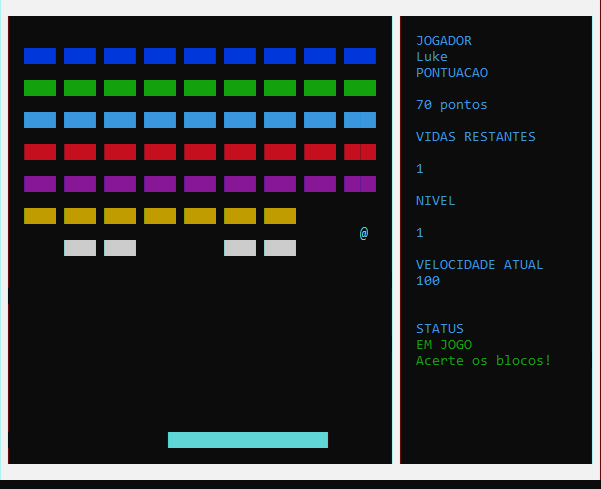 JOGADOR
Luke
PONTUACAO
70 pontos
VIDAS RESTANTES
1
NIVEL
1
@
VELOCIDADE ATUAL
100
STATUS
EM JOGO
Acerte os blocos!